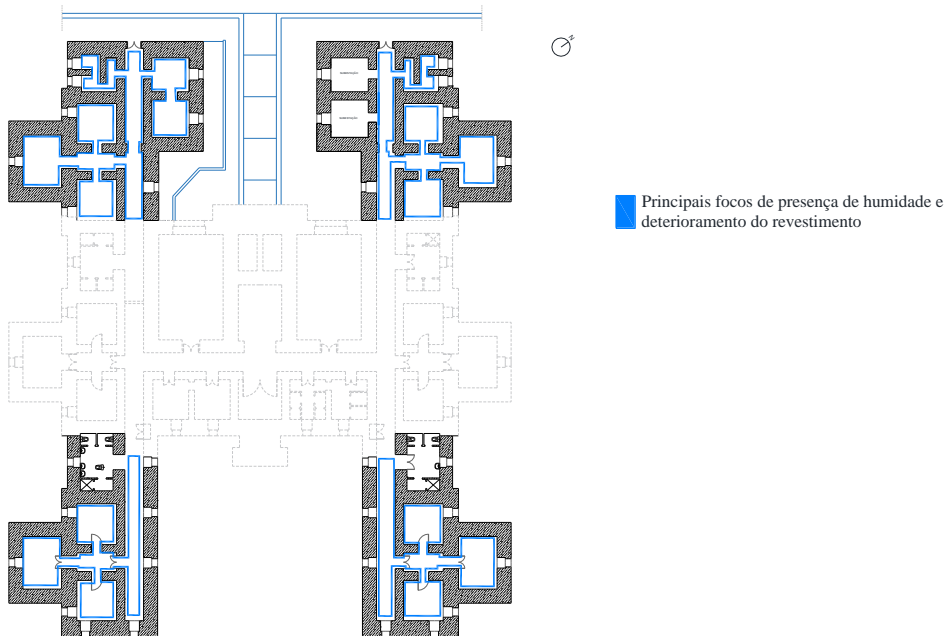 N
Principais focos de presença de humidade e
deterioramento do revestimento